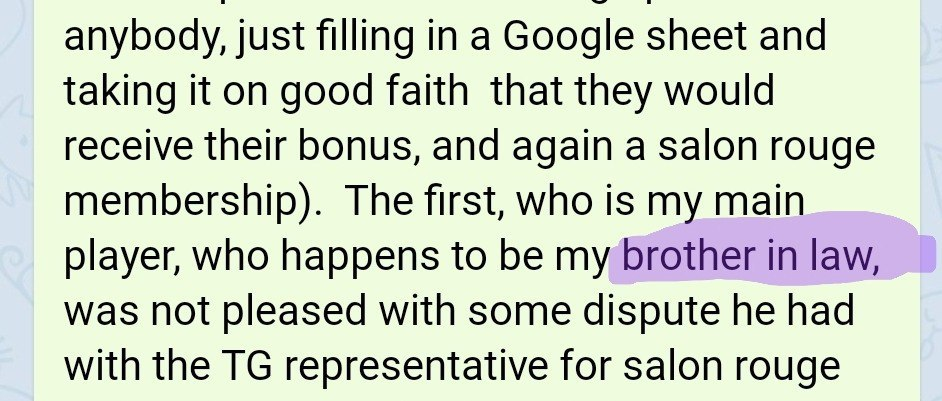 anybody, just filling in a Google sheet and
taking it on good faith  that they would
receive their bonus, and again a salon rouge
membership).  The first, who is my main
player, who happens to be my brother in law,
was not pleased with some dispute he had
with the TG representative for salon rouge